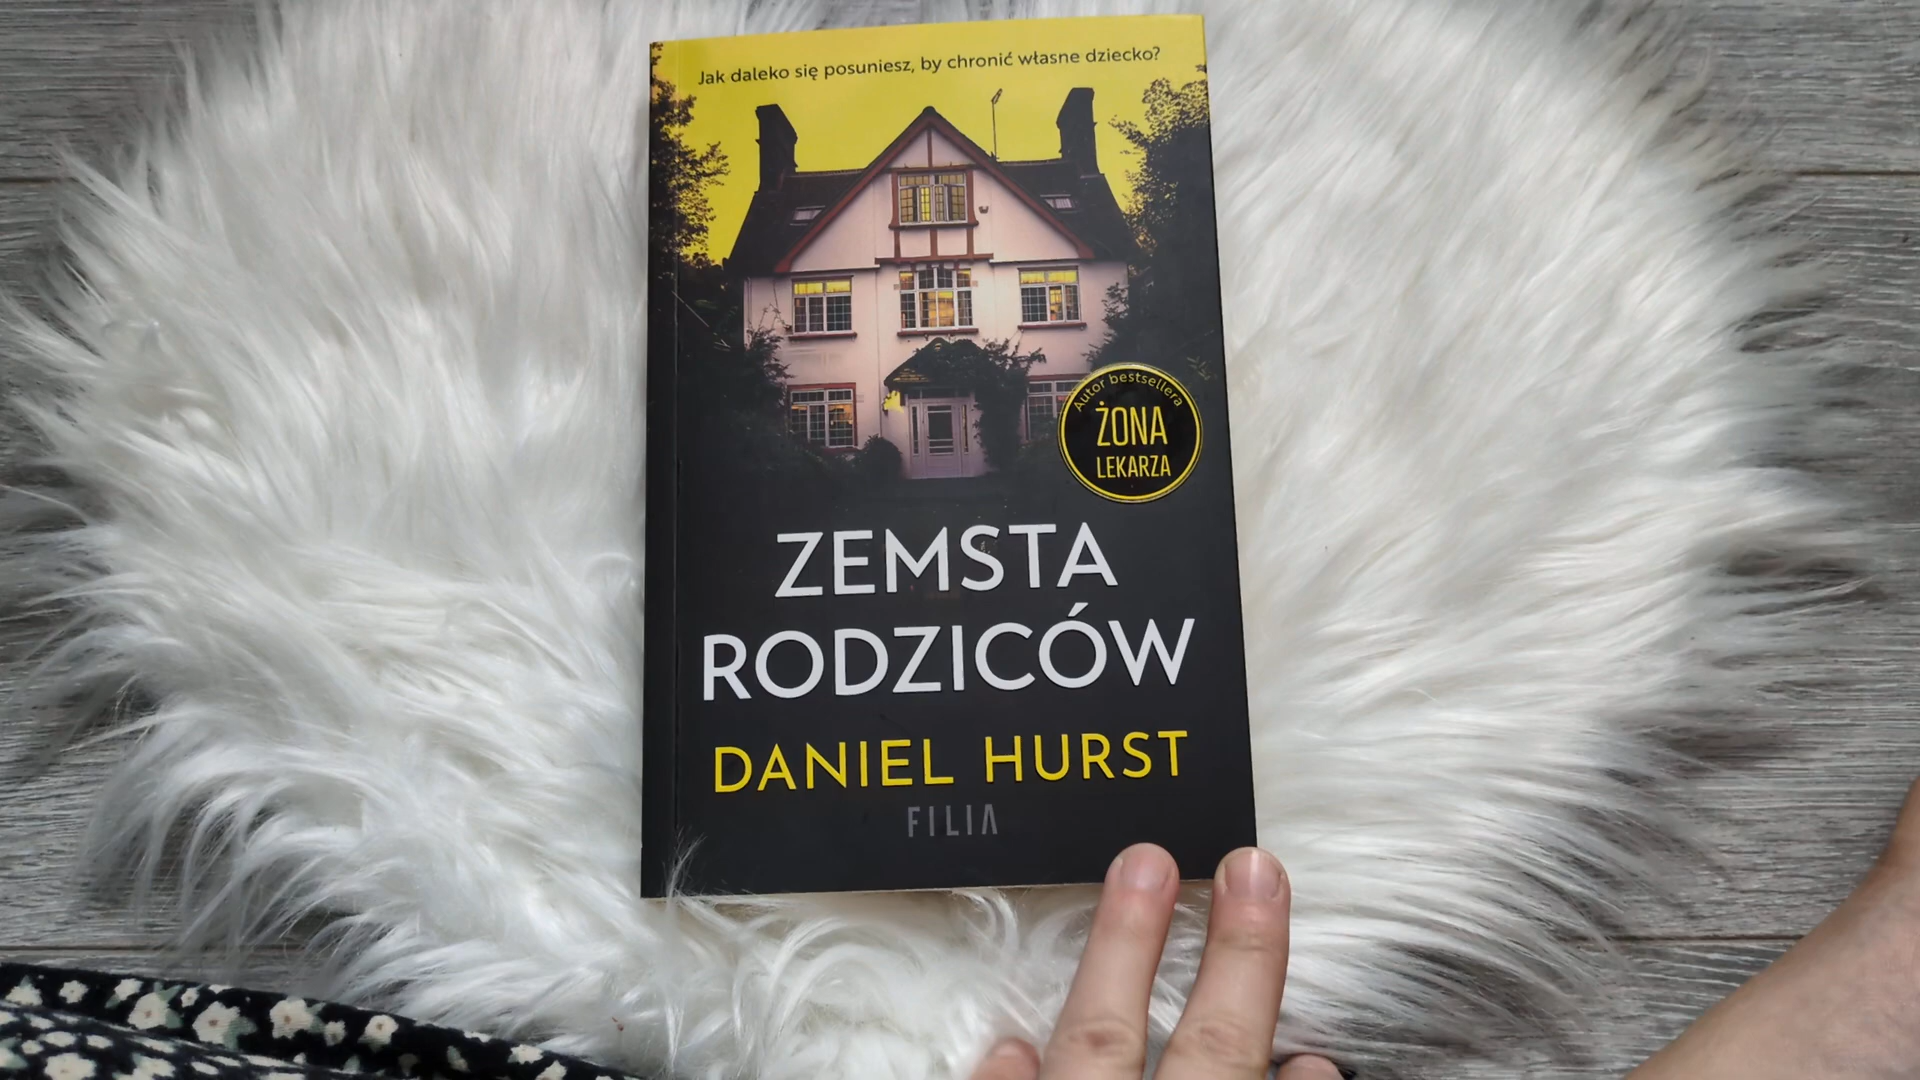 Jak daleko się posuniesz, by chronić własne dziecko?
Autor bestsellera
ŻONA
LEKARZA
ZEMSTA
RODZICÓW
DANIEL HURST
FILIA